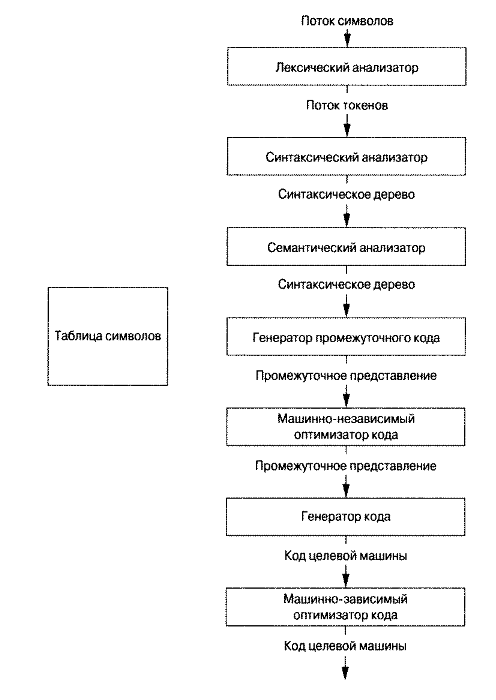 Поток символов
Лексический анализатор
Поток токенов
Синтаксический анализатор
Синтаксическое дерево
Семантический анализатор
Синтаксическое дерево
Таблица символов
Генератор промежуточного кода
Промежуточное представление
Машинно-независимый
оптимизатор кода
Промежуточное представление
Генератор кода
Код целевой машины
Машинно-зависимый
оптимизатор кода
Код целевой машины